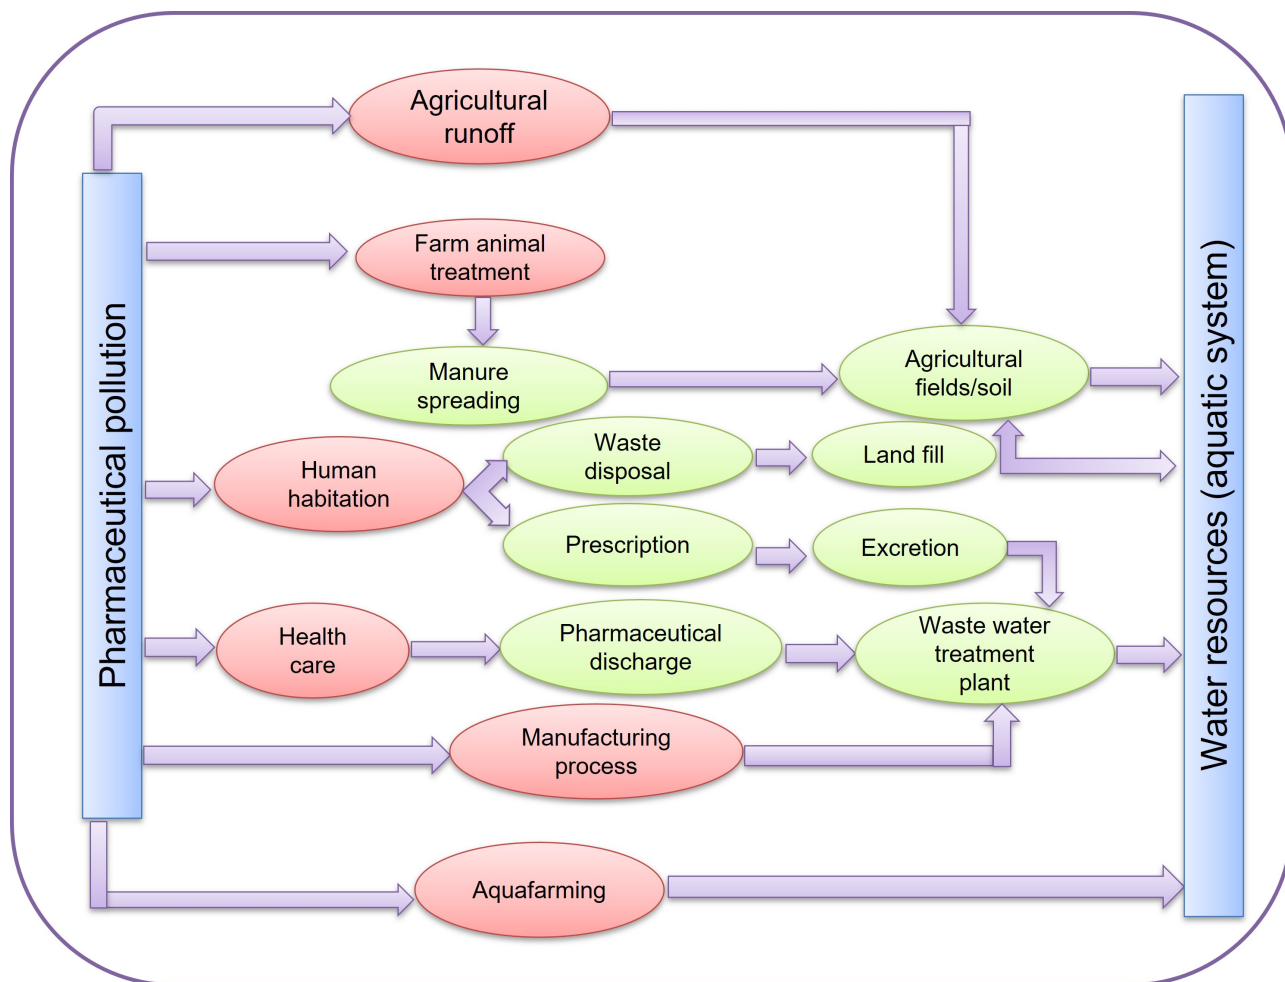 Agricultural
runoff
Farm animal
treatment
Manure
spreading
Agricultural
fields/soil
Pharmaceutical pollution
Human
habitation
Waste
disposal
Land fill
Prescription
Excretion
Health
care
Pharmaceutical
discharge
Waste water
treatment
plant
Manufacturing
process
Aquafarming
Water resources (aquatic system)